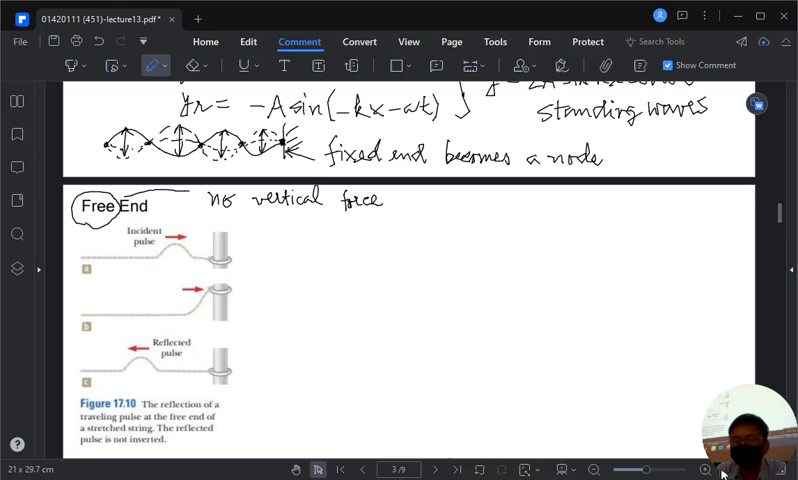 01420111 (451)-lecture13.pdf *
File
Home
Edit
Comment
Convert
View
Page
Tools
Form
Protect
Search Tools
Show Comment
yr = -A sin(-kx-ωt)
standing waves
fixed end becomes a node
Free End
no vertical force
Incident
pulse
a
b
Reflected
pulse
c
Figure 17.10 The reflection of a
traveling pulse at the free end of
a stretched string. The reflected
pulse is not inverted.
21 x 29.7 cm
3 /9